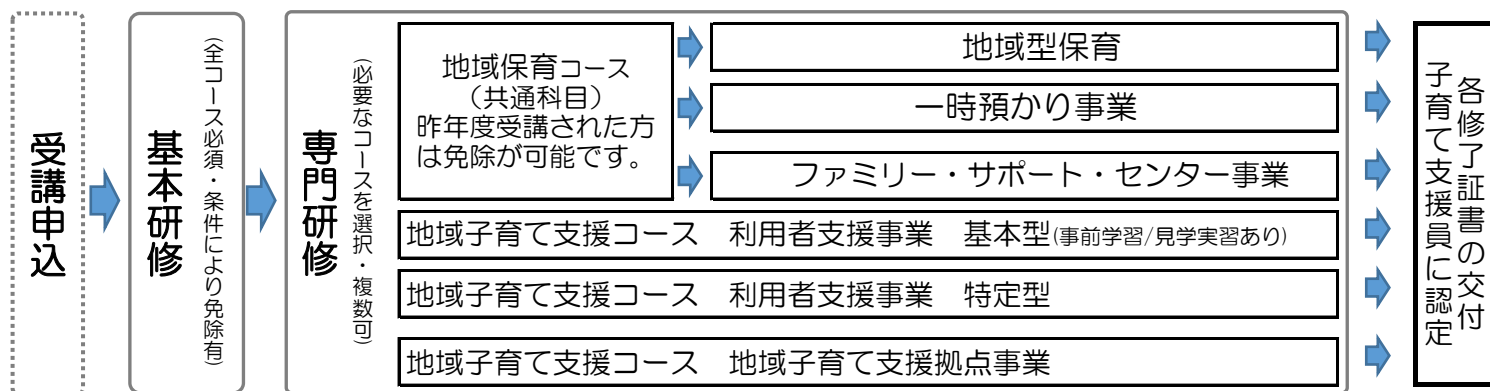 受講申込
基本研修
(全コース必須・条件により免除有)
専門研修
(必要なコースを選択・複数可)
地域保育コース
(共通科目)
昨年度受講された方
は免除が可能です。
地域型保育
一時預かり事業
ファミリー・サポート・センター事業
地域子育て支援コース 利用者支援事業 基本型(事前学習/見学実習あり)
地域子育て支援コース 利用者支援事業 特定型
地域子育て支援コース 地域子育て支援拠点事業
各修了証書の交付
子育て支援員に認定